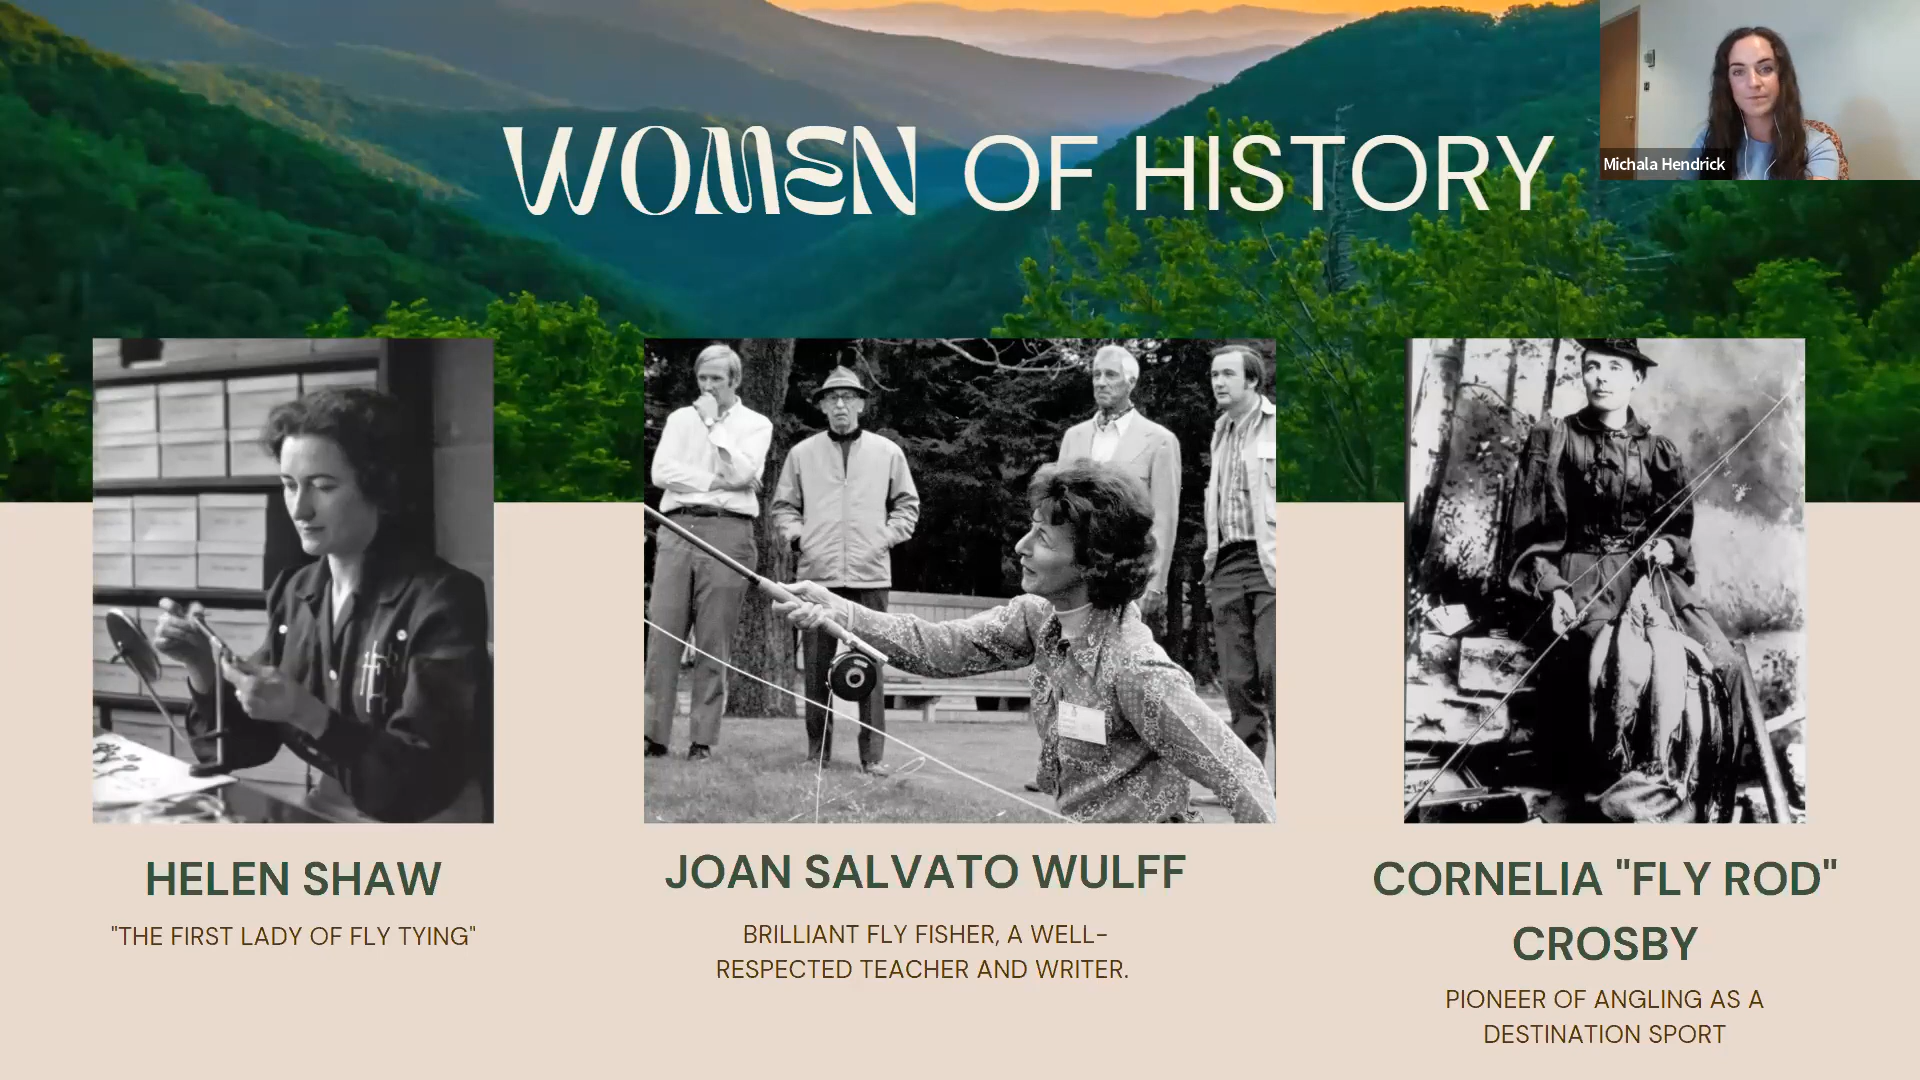 WOMEN OF HISTORY
Michala Hendrick
HELEN SHAW
"THE FIRST LADY OF FLY TYING"
JOAN SALVATO WULFF
BRILLIANT FLY FISHER, A WELL-
RESPECTED TEACHER AND WRITER.
CORNELIA "FLY ROD"
CROSBY
PIONEER OF ANGLING AS A
DESTINATION SPORT